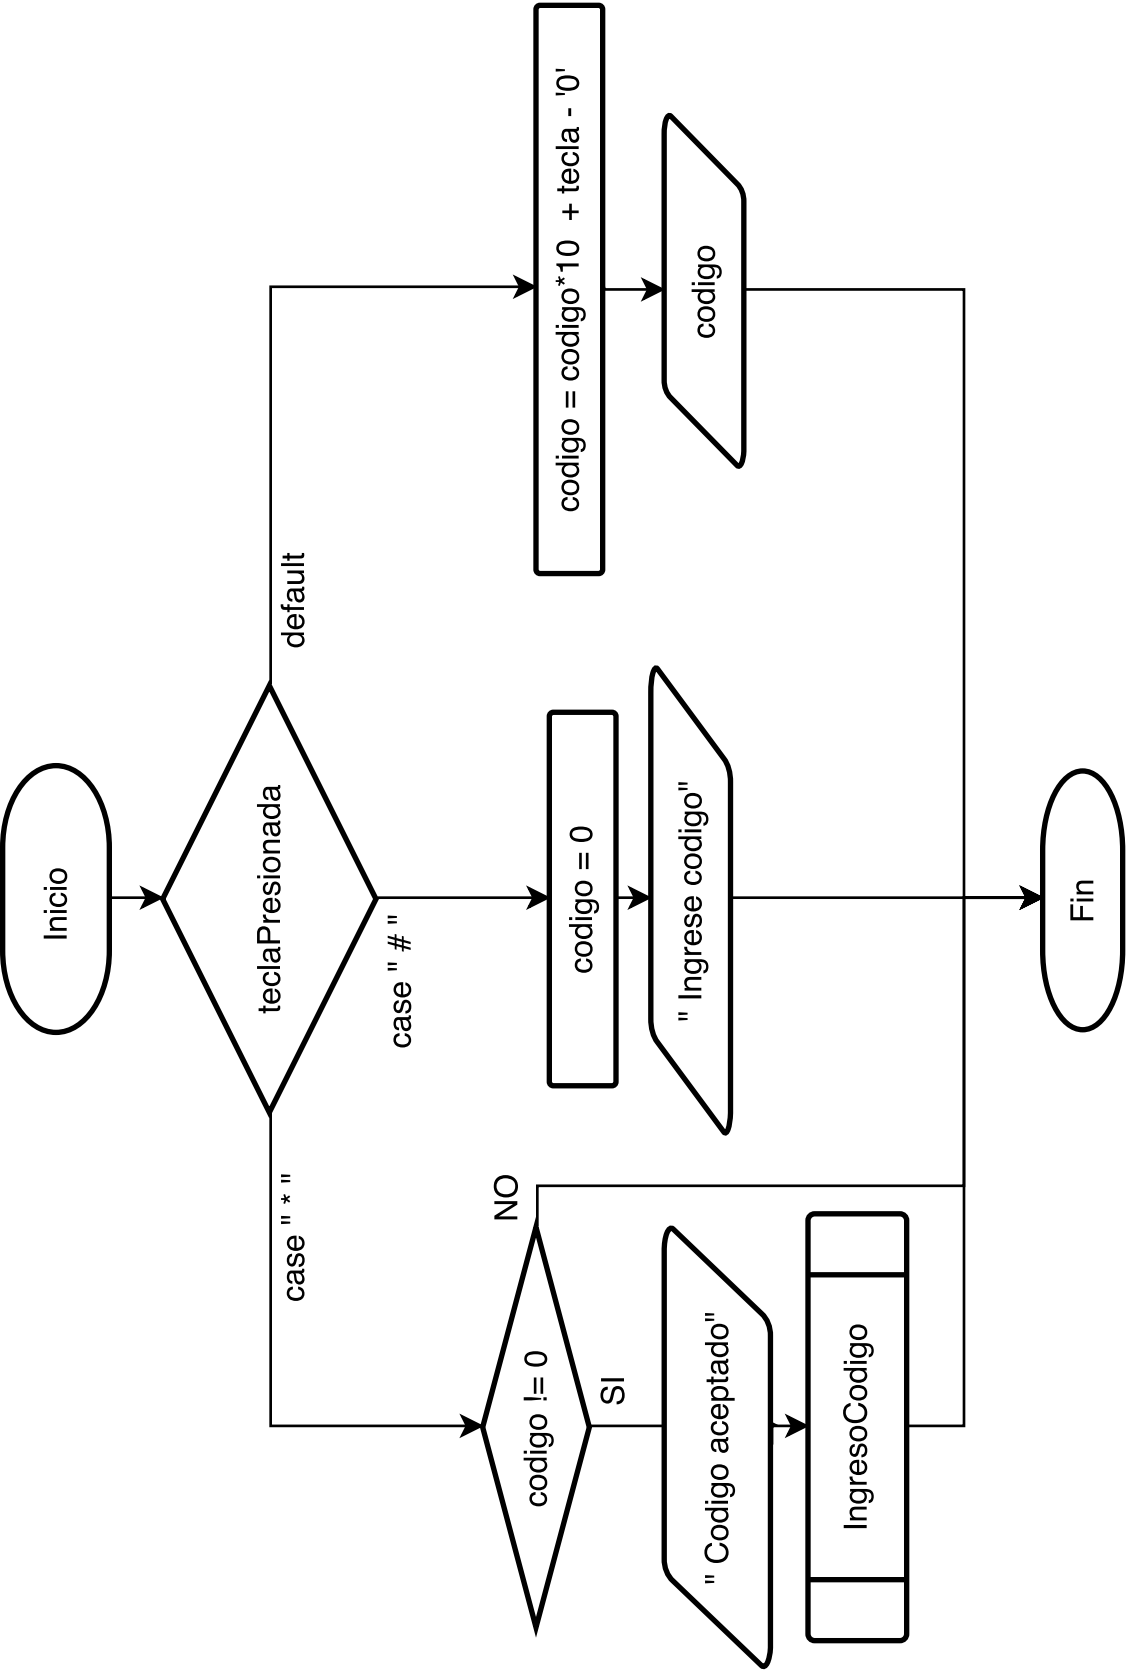 Inicio
teclaPresionada
case " * "
case " # "
default
codigo != 0
NO
SI
" Codigo aceptado"
IngresoCodigo
codigo = 0
" Ingrese codigo"
codigo = codigo*10 + tecla - '0'
codigo
Fin